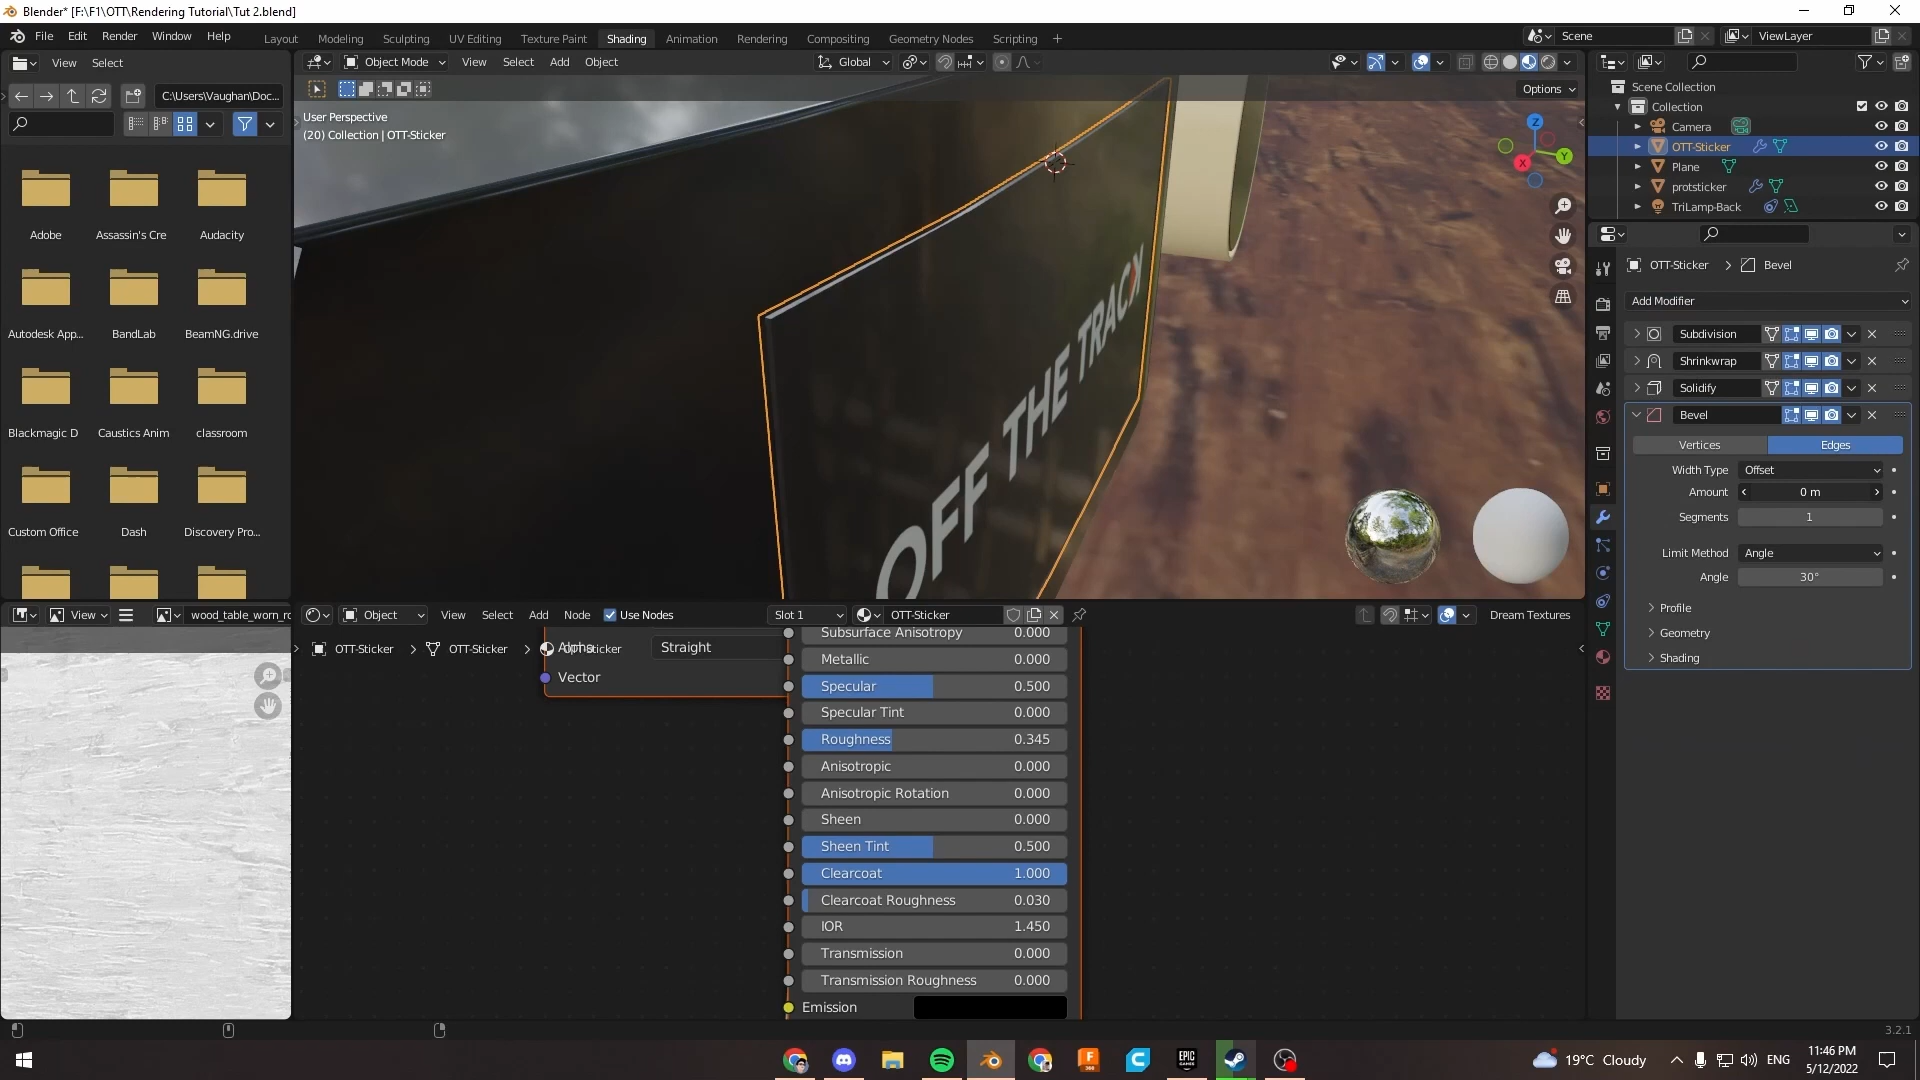 Blender* [F:\F1\OTT\Rendering Tutorial\Tut 2.blend]
File Edit Render Window Help
Layout Modeling Sculpting UV Editing Texture Paint Shading Animation Rendering Compositing Geometry Nodes Scripting
Scene
ViewLayer
View Select
Object Mode View Select Add Object
Global
C:\Users\Vaughan\Doc...
Options
User Perspective
(20) Collection | OTT-Sticker
Z
Y
X
OFF THE TRACK
Adobe
Assassin's Cre
Audacity
Autodesk App...
BandLab
BeamNG.drive
Blackmagic D
Caustics Anim
classroom
Custom Office
Dash
Discovery Pro...
Scene Collection
Collection
Camera
OTT-Sticker
Plane
protsticker
TriLamp-Back
OTT-Sticker > Bevel
Add Modifier
Subdivision
Shrinkwrap
Solidify
Bevel
Vertices
Edges
Width Type Offset
Amount 0 m
Segments 1
Limit Method Angle
Angle 30°
Profile
Geometry
Shading
View
wood_table_worn_ro
Object View Select Add Node Use Nodes
Slot 1
OTT-Sticker
Dream Textures
OTT-Sticker > OTT-Sticker >
Straight
Vector
Subsurface Anisotropy 0.000
Metallic 0.000
Specular 0.500
Specular Tint 0.000
Roughness 0.345
Anisotropic 0.000
Anisotropic Rotation 0.000
Sheen 0.000
Sheen Tint 0.500
Clearcoat 1.000
Clearcoat Roughness 0.030
IOR 1.450
Transmission 0.000
Transmission Roughness 0.000
Emission
3.2.1
19°C Cloudy
ENG
11:46 PM
5/12/2022